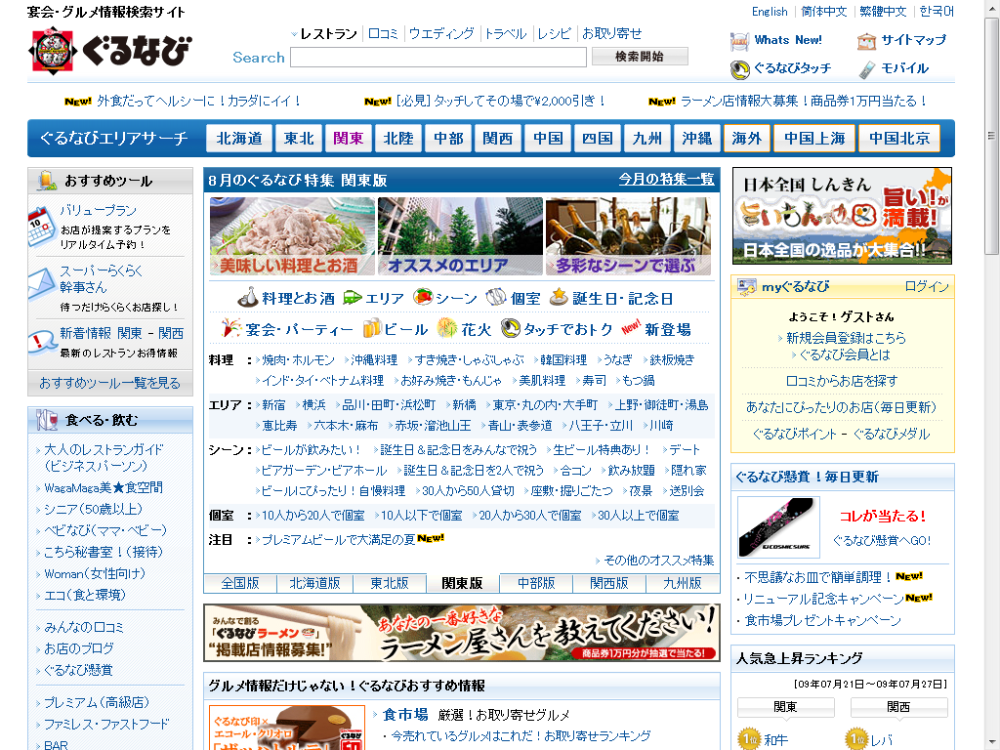 宴会・グルメ情報検索サイト
English 简体中文 繁體中文 한국어
ぐるなび
レストラン 口コミ ウエディング トラベル レシピ お取り寄せ
Search 検索開始
Whats New! サイトマップ
ぐるなびタッチ モバイル
New! 外食だってヘルシーに！カラダにイイ！ New! [必見]タッチしてその場で¥2,000引き！ New! ラーメン店情報大募集！商品券1万円当たる！
ぐるなびエリアサーチ 北海道 東北 関東 北陸 中部 関西 中国 四国 九州 沖縄 海外 中国上海 中国北京
おすすめツール
バリュープラン
お店が提案するプランを
リアルタイム予約！
スーパーらくらく
幹事さん
待つだけらくらくお店探し！
新着情報 関東 - 関西
最新のレストランお得情報
おすすめツール一覧を見る
食べる・飲む
大人のレストランガイド
(ビジネスパーソン)
WagaMaga美★食空間
シニア(50歳以上)
ベビなび(ママ・ベビー)
こちら秘書室！(接待)
Woman(女性向け)
エコ(食と環境)
みんなの口コミ
お店のブログ
ぐるなび懸賞
プレミアム(高級店)
ファミレス・ファストフード
BAR
8月のぐるなび特集 関東版 今月の特集一覧
美味しい料理とお酒 オススメのエリア 多彩なシーンで選ぶ
料理とお酒 エリア シーン 個室 誕生日・記念日
宴会・パーティー ビール 花火 タッチでおトク New! 新登場
料理 ： 焼肉・ホルモン 沖縄料理 すき焼き・しゃぶしゃぶ 韓国料理 うなぎ 鉄板焼き
インド・タイ・ベトナム料理 お好み焼き・もんじゃ 美肌料理 寿司 もつ鍋
エリア ： 新宿 横浜 品川・田町・浜松町 新橋 東京・丸の内・大手町 上野・御徒町・湯島
恵比寿 六本木・麻布 赤坂・溜池山王 青山・表参道 八王子・立川 川崎
シーン ： ビールが飲みたい！ 誕生日＆記念日をみんなで祝う 生ビール特典あり！ デート
ビアガーデン・ビアホール 誕生日＆記念日を2人で祝う 合コン 飲み放題 隠れ家
ビールにぴったり！自慢料理 30人から50人貸切 座敷・掘りごたつ 夜景 送別会
個室 ： 10人から20人で個室 10人以下で個室 20人から30人で個室 30人以上で個室
注目 ： プレミアムビールで大満足の夏 New!
その他のオススメ特集
全国版 北海道版 東北版 関東版 中部版 関西版 九州版
みんなで創る
「ぐるなびラーメン」
"掲載店情報募集!"
あなたの一番好きな
ラーメン屋さんを教えてください!
商品券1万円分が抽選で当たる!
グルメ情報だけじゃない！ぐるなびおすすめ情報
ぐるなび印×
エコール・クリオロ
「ザッハトルテ」
食市場 厳選！お取り寄せグルメ
・今売れているグルメはこれだ！お取り寄せランキング
日本全国 しんきん
旨いもんサーチ
旨い!が
満載!
日本全国の逸品が大集合!!
myぐるなび ログイン
ようこそ！ゲストさん
新規会員登録はこちら
ぐるなび会員とは
口コミからお店を探す
あなたにぴったりのお店(毎日更新)
ぐるなびポイント - ぐるなびメダル
ぐるなび懸賞！毎日更新
EICOSMICSURF
コレが当たる!
ぐるなび懸賞へGO!
・不思議なお皿で簡単調理！ New!
・リニューアル記念キャンペーン New!
・食市場プレゼントキャンペーン
人気急上昇ランキング
[09年07月21日～09年07月27日]
関東 関西
1位 和牛 1位 レバ